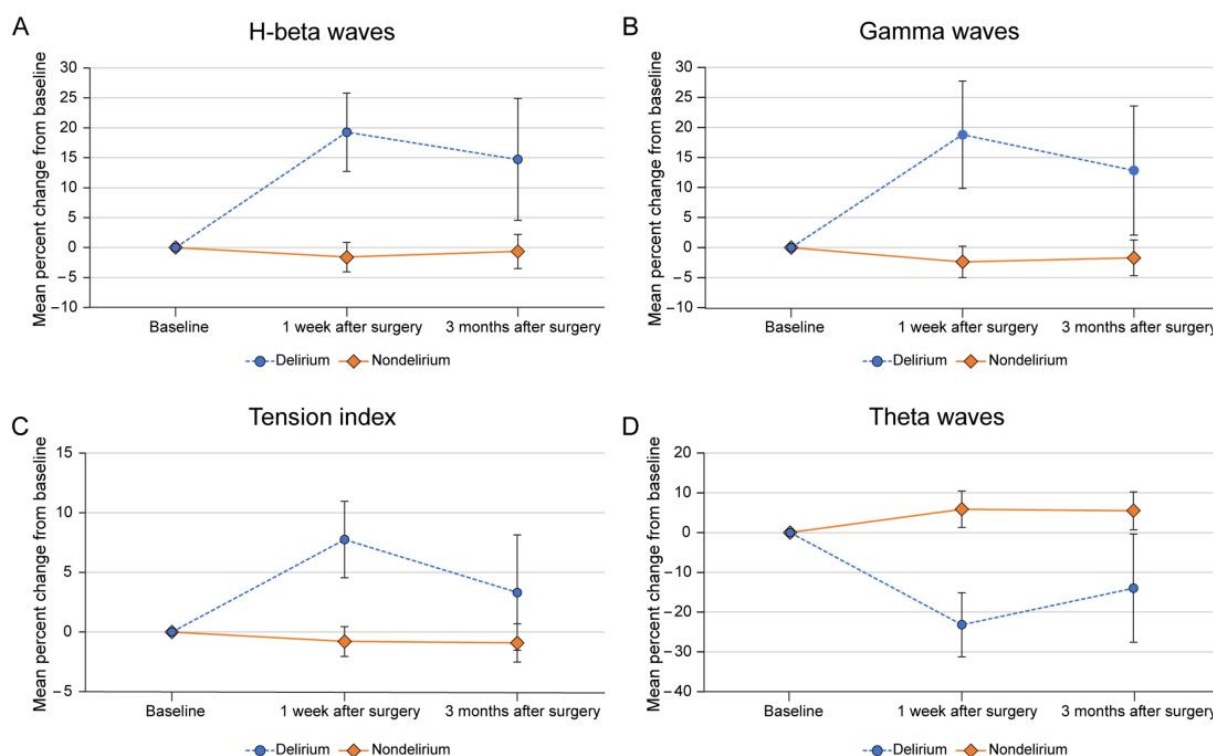 A
H-beta waves
Mean percent change from baseline
30
25
20
15
10
5
0
−5
−10
Baseline
1 week after surgery
3 months after surgery
Delirium
Nondelirium
B
Gamma waves
Mean percent change from baseline
30
25
20
15
10
5
0
−5
−10
Baseline
1 week after surgery
3 months after surgery
Delirium
Nondelirium
C
Tension index
Mean percent change from baseline
15
10
5
0
−5
Baseline
1 week after surgery
3 months after surgery
Delirium
Nondelirium
D
Theta waves
Mean percent change from baseline
20
10
0
−10
−20
−30
−40
Baseline
1 week after surgery
3 months after surgery
Delirium
Nondelirium